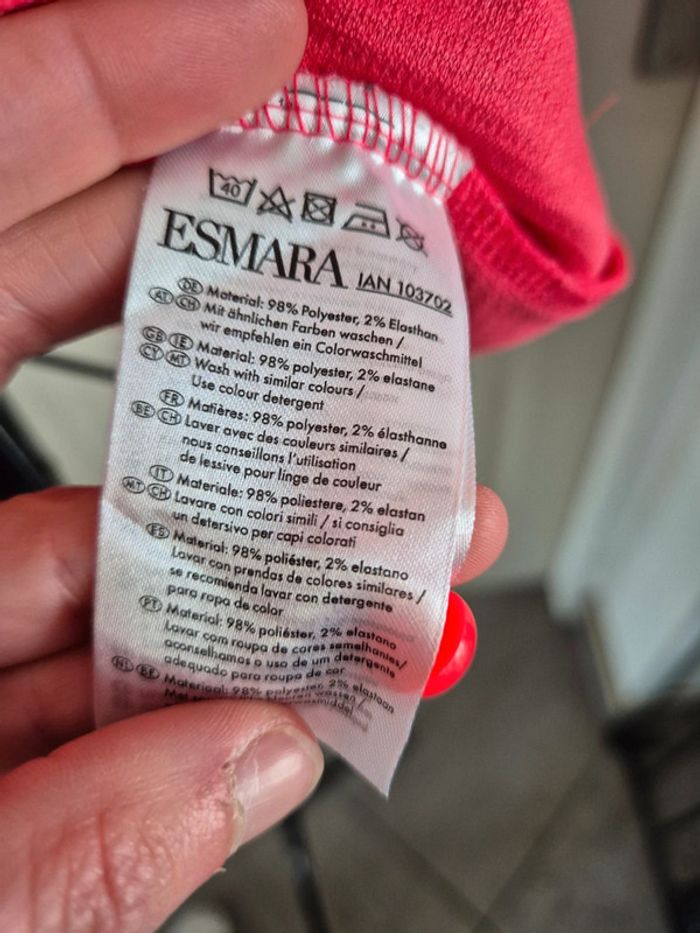 40
ESMARA IAN 103702
DE Material: 98% Polyester, 2% Elasthan
AT CH Mit ähnlichen Farben waschen /
wir empfehlen ein Colorwaschmittel
GB IE Material: 98% polyester, 2% elastane
CY MT Wash with similar colours /
Use colour detergent
FR Matières: 98% polyester, 2% élasthanne
BE CH Laver avec des couleurs similaires /
nous conseillons l'utilisation
de lessive pour linge de couleur
IT Materiale: 98% poliestere, 2% elastan
MT CH Lavare con colori simili / si consiglia
un detersivo per capi colorati
ES Material: 98% poliéster, 2% elastano
Lavar con prendas de colores similares /
se recomienda lavar con detergente
para ropa de color
PT Material: 98% poliéster, 2% elastano
Lavar com roupa de cores semelhantes/
aconselhamos o uso de um detergente
adequado para roupa de cor
NL BE Materiaal: 98% polyester, 2% elastaan